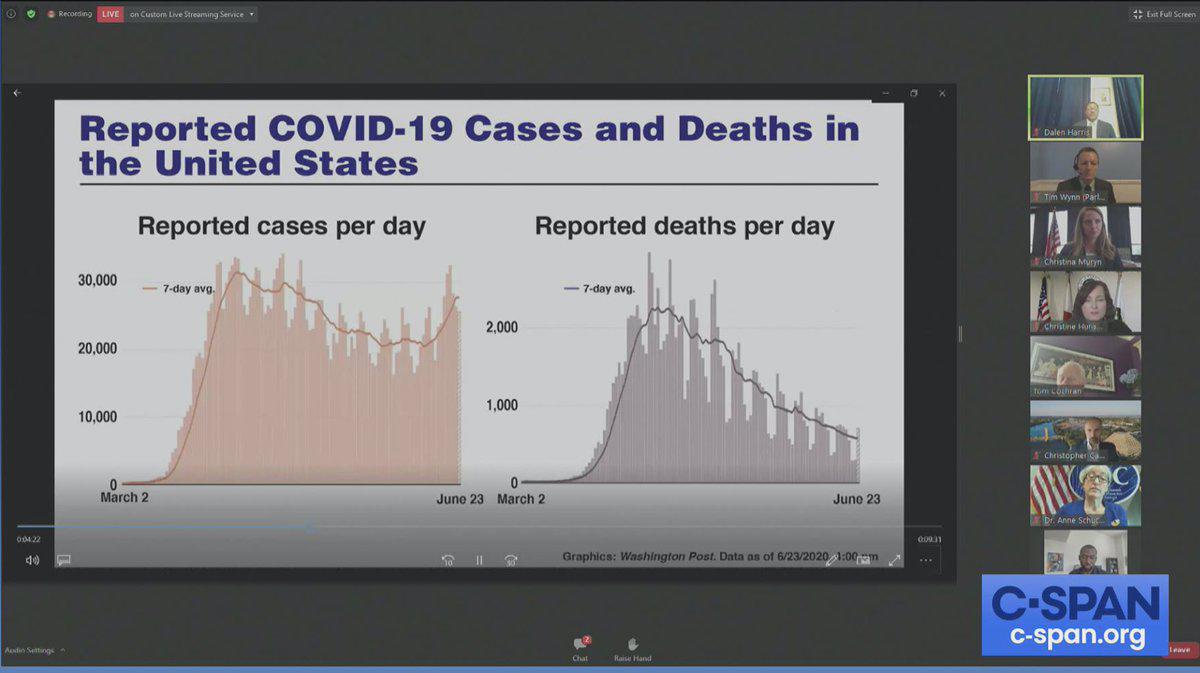 Recording
LIVE
on Custom Live Streaming Service
Exit Full Screen
Reported COVID-19 Cases and Deaths in
the United States
Reported cases per day
30,000
7-day avg.
20,000
10,000
0
March 2
June 23
Reported deaths per day
7-day avg.
2,000
1,000
0
March 2
June 23
0:04:22
0:09:31
10
30
Graphics: Washington Post. Data as of 6/23/2020, 4:00 pm
Dalen Harris
Tim Wynn (Parl...
Christina Muryn
Christine Huns...
Tom Cochran
Christopher Ca...
Dr. Anne Schuc...
C-SPAN
c-span.org
Audio Settings
2
Chat
Raise Hand
Leave